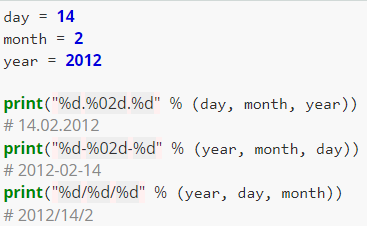 day = 14
month = 2
year = 2012
print("%d.%02d.%d" % (day, month, year))
# 14.02.2012
print("%d-%02d-%d" % (year, month, day))
# 2012-02-14
print("%d/%d/%d" % (year, day, month))
# 2012/14/2